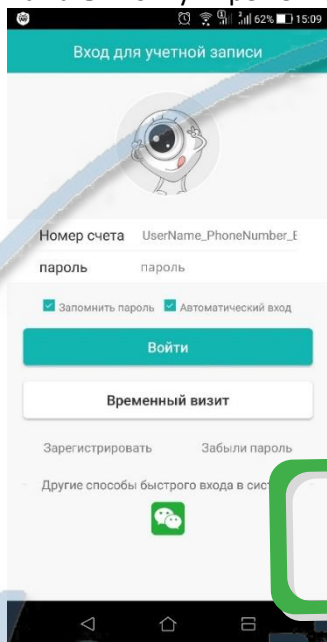 62% 15:09
Вход для учетной записи
Номер счета UserName_PhoneNumber_E
пароль пароль
Запомнить пароль Автоматический вход
Войти
Временный визит
Зарегистрировать Забыли пароль
Другие способы быстрого входа в сист